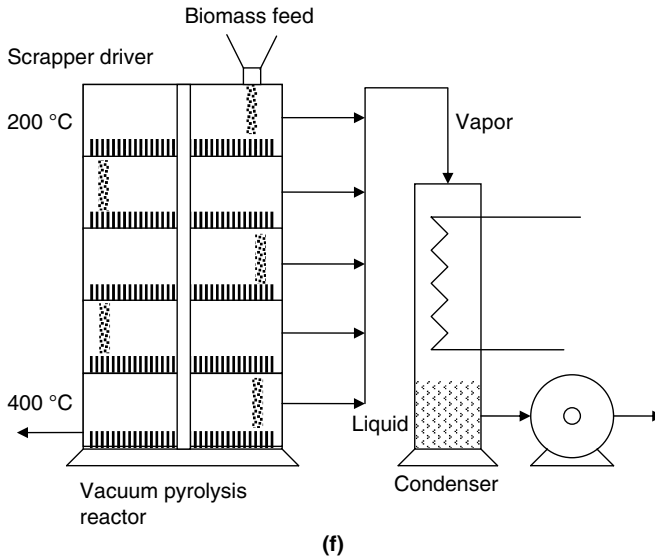 Biomass feed
Scrapper driver
200 °C
Vapor
400 °C
Liquid
Vacuum pyrolysis
reactor
Condenser
(f)